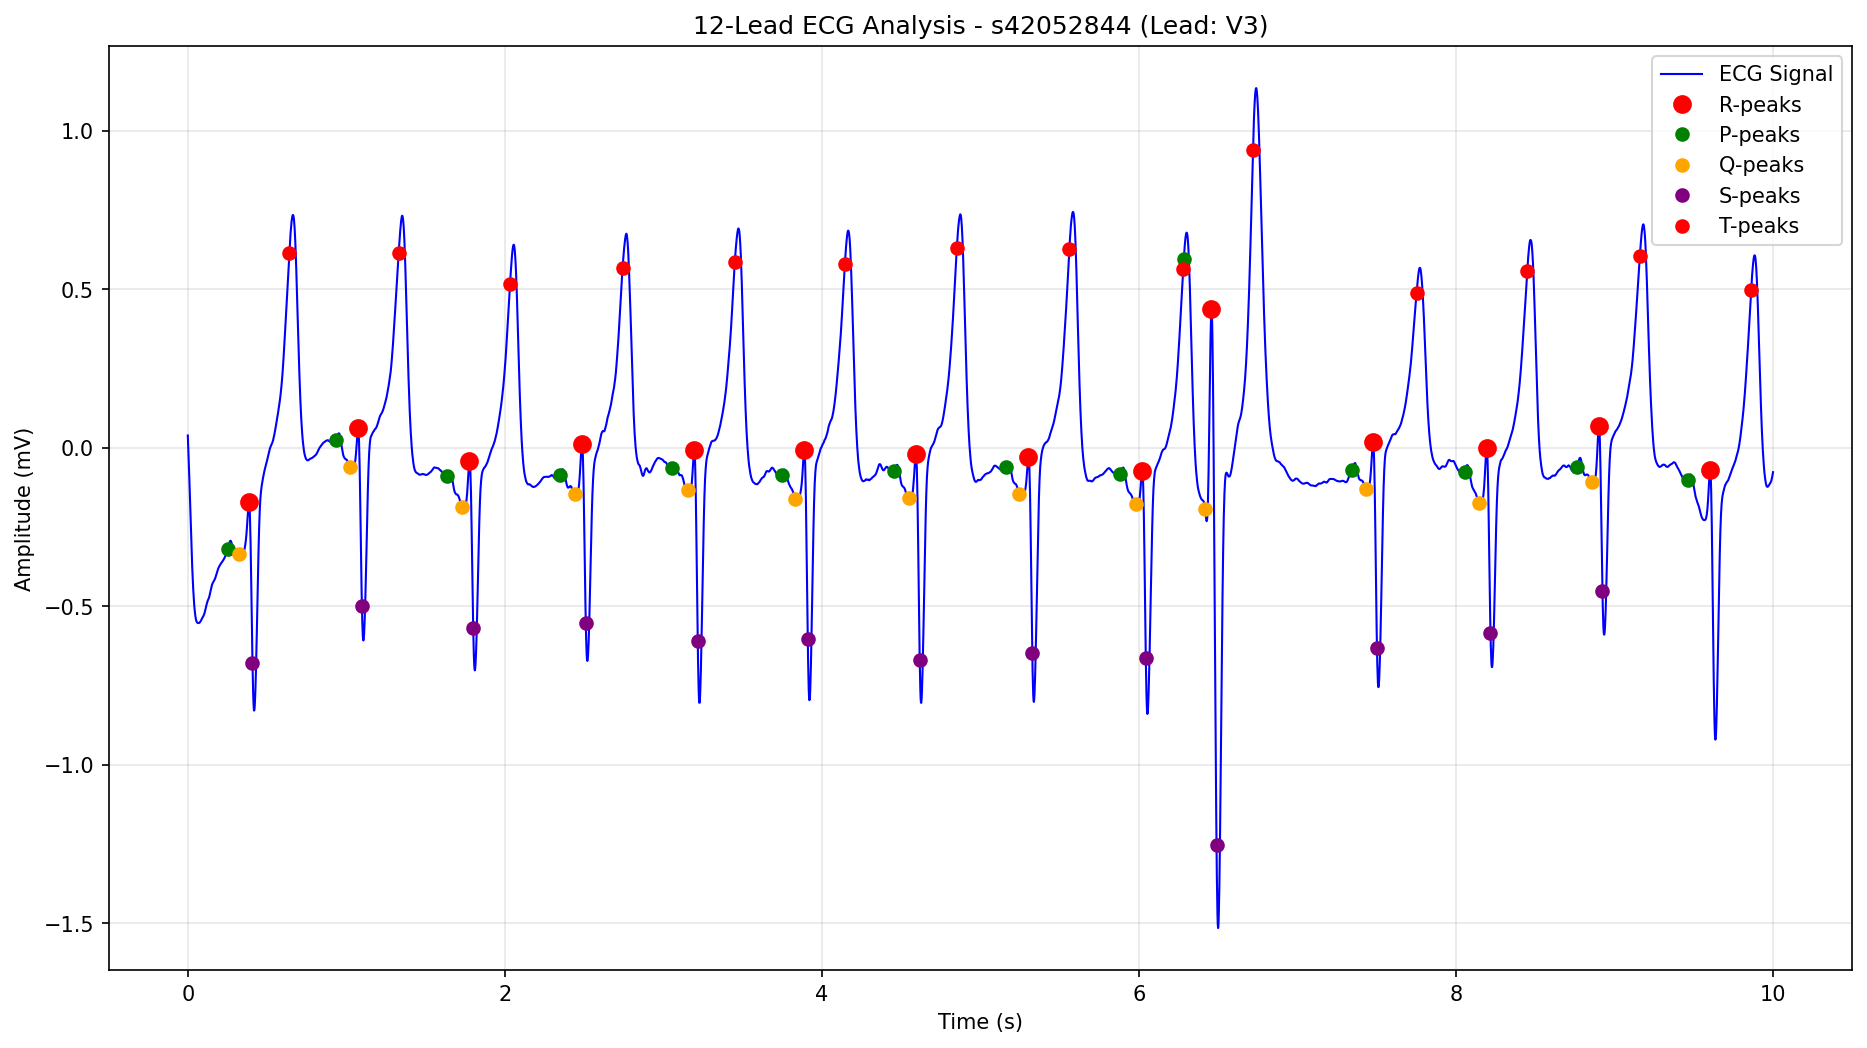 12-Lead ECG Analysis - s42052844 (Lead: V3)
ECG Signal
R-peaks
P-peaks
Q-peaks
S-peaks
T-peaks
Amplitude (mV)
1.0
0.5
0.0
−0.5
−1.0
−1.5
0 2 4 6 8 10
Time (s)